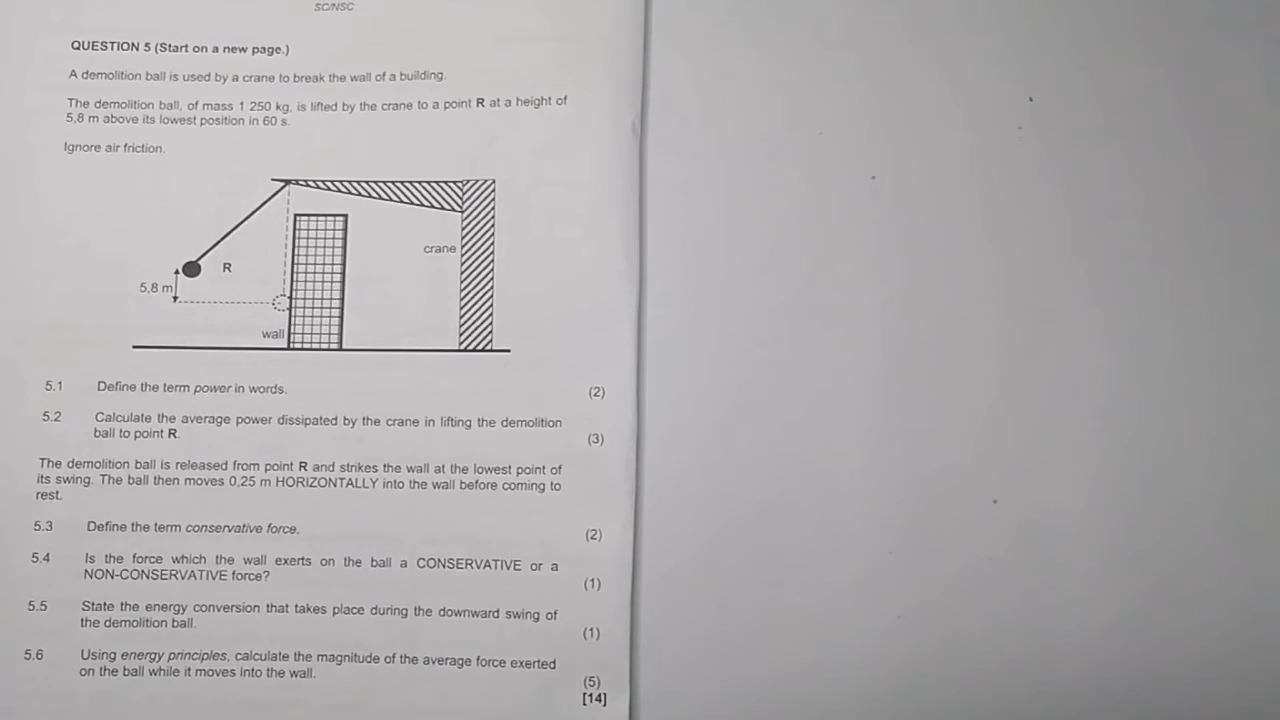 SC/NSC
QUESTION 5 (Start on a new page.)
A demolition ball is used by a crane to break the wall of a building.
The demolition ball, of mass 1 250 kg, is lifted by the crane to a point R at a height of
5,8 m above its lowest position in 60 s.
Ignore air friction.
crane
R
5,8 m
wall
5.1 Define the term power in words. (2)
5.2 Calculate the average power dissipated by the crane in lifting the demolition
ball to point R. (3)
The demolition ball is released from point R and strikes the wall at the lowest point of
its swing. The ball then moves 0,25 m HORIZONTALLY into the wall before coming to
rest.
5.3 Define the term conservative force. (2)
5.4 Is the force which the wall exerts on the ball a CONSERVATIVE or a
NON-CONSERVATIVE force? (1)
5.5 State the energy conversion that takes place during the downward swing of
the demolition ball. (1)
5.6 Using energy principles, calculate the magnitude of the average force exerted
on the ball while it moves into the wall. (5)
[14]